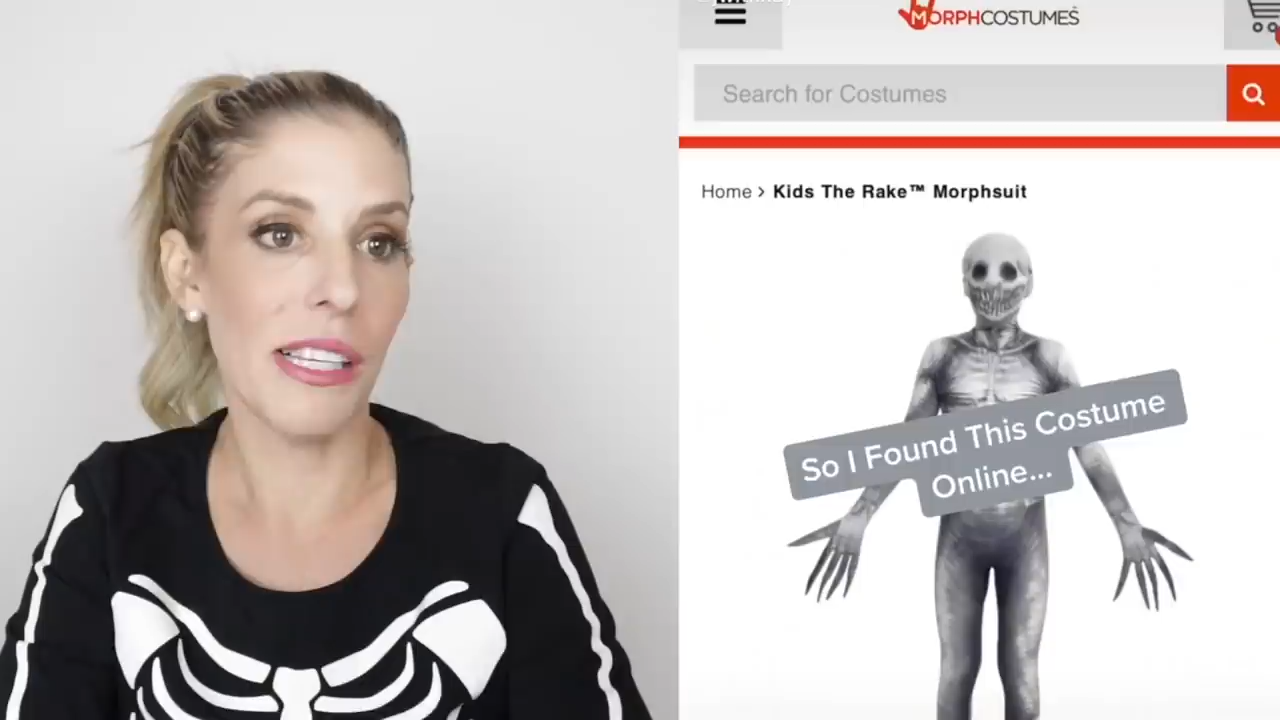 MORPHCOSTUMES
Search for Costumes
Home > Kids The Rake™ Morphsuit
So I Found This Costume
Online...